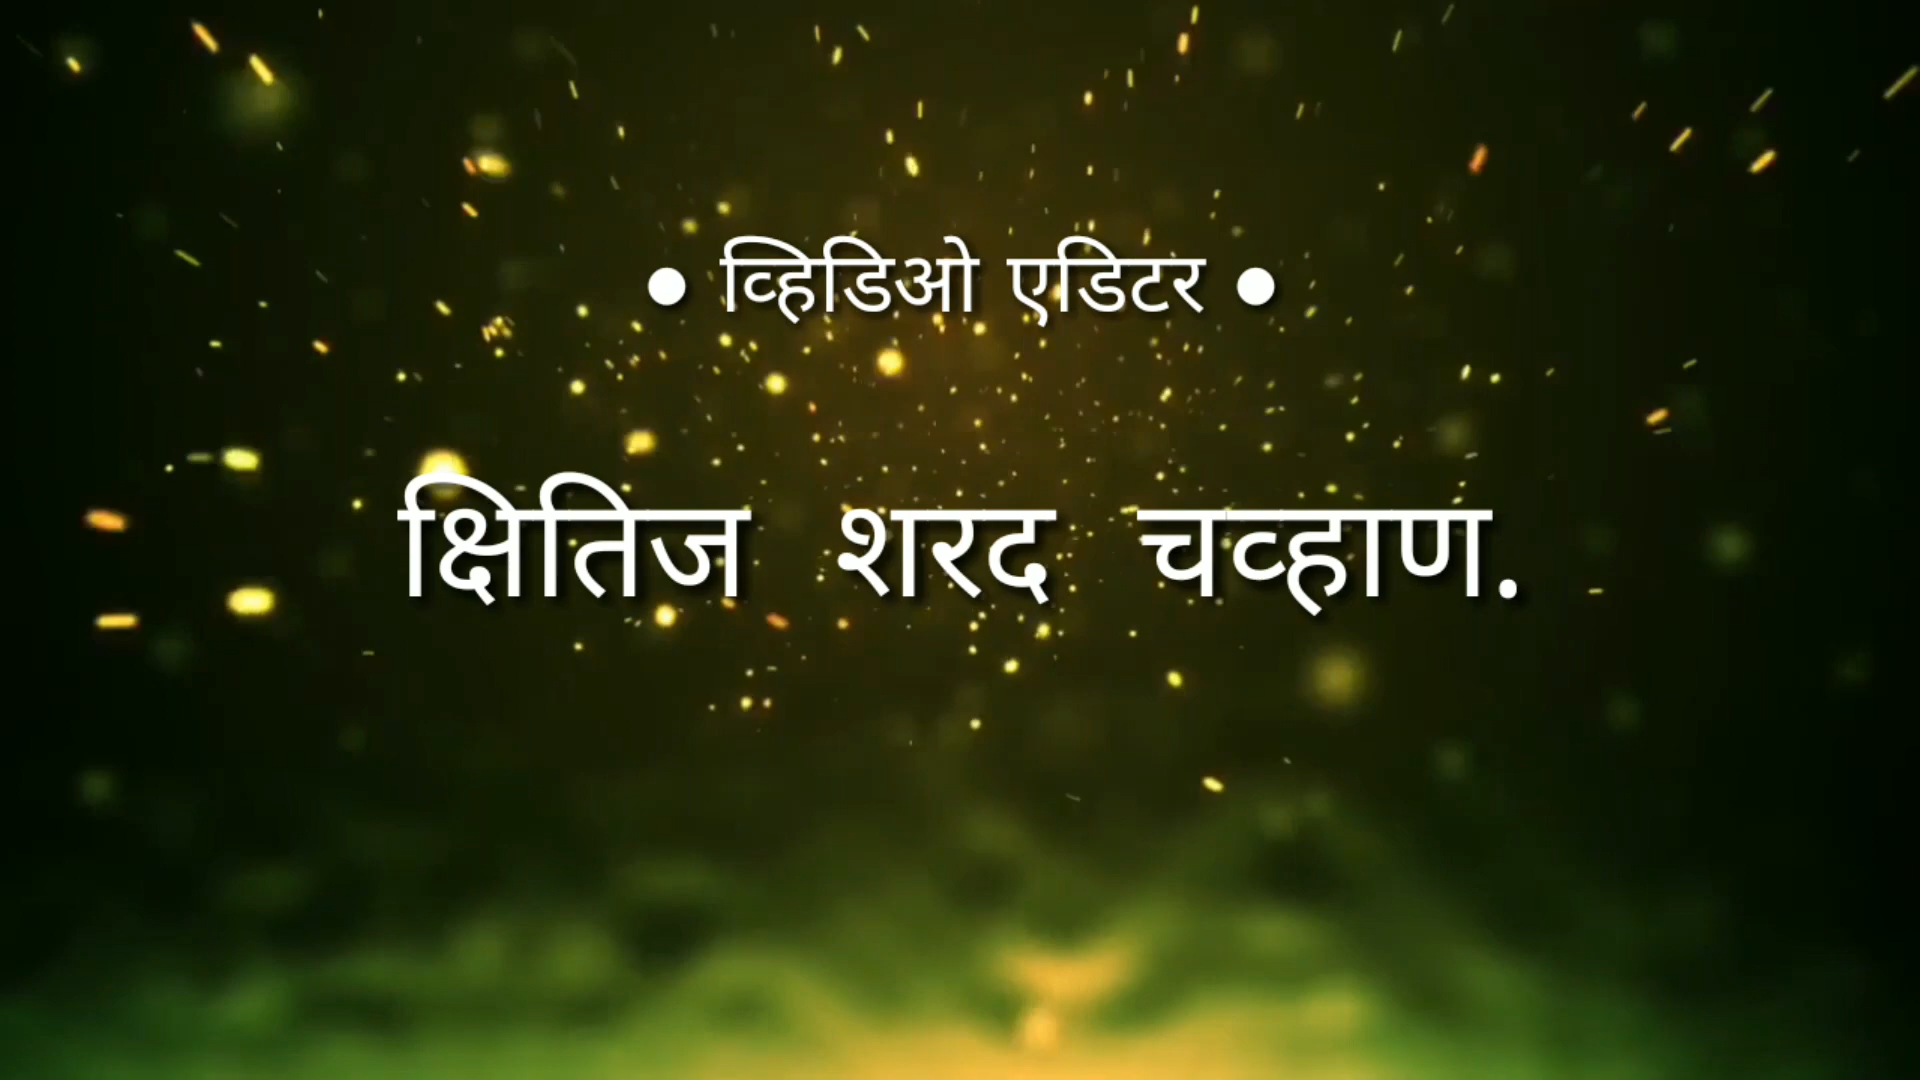 • व्हिडिओ एडिटर •
क्षितिज शरद चव्हाण.